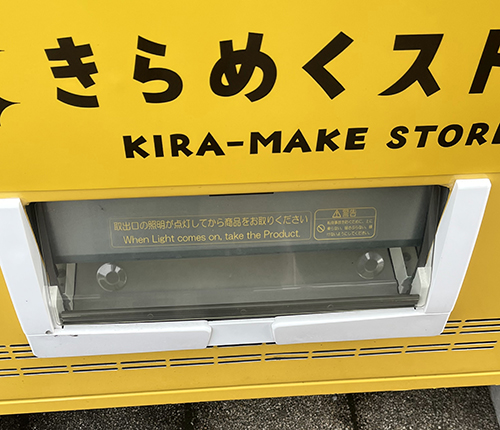 きらめくスト
KIRA-MAKE STORE
取出口の照明が点灯してから商品をお取りください
When Light comes on, take the Product.
警告